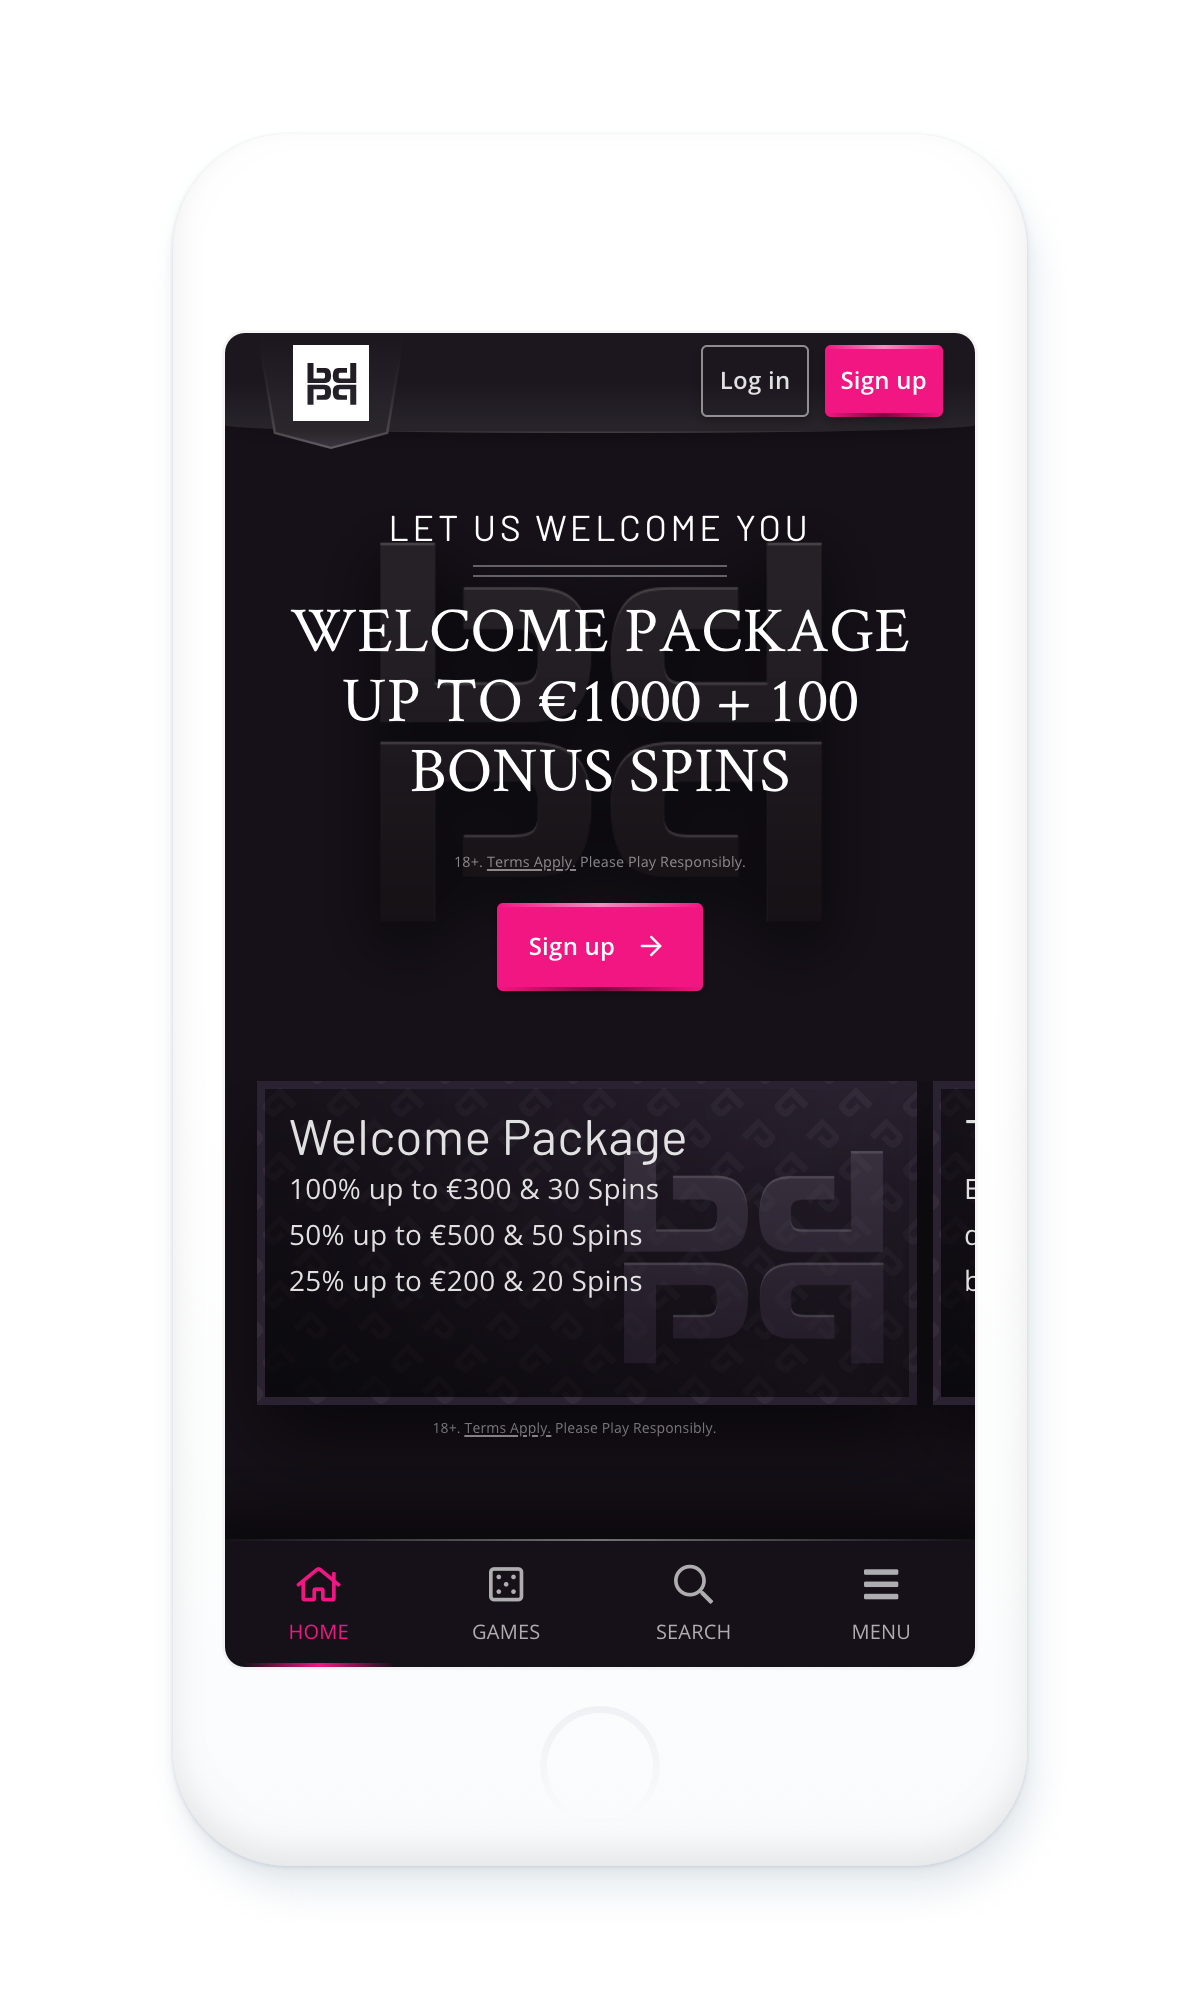 bd
pq
Log in
Sign up
LET US WELCOME YOU
WELCOME PACKAGE
UP TO €1000 + 100
BONUS SPINS
18+. Terms Apply. Please Play Responsibly.
Sign up
Welcome Package
100% up to €300 & 30 Spins
50% up to €500 & 50 Spins
25% up to €200 & 20 Spins
18+. Terms Apply. Please Play Responsibly.
HOME
GAMES
SEARCH
MENU